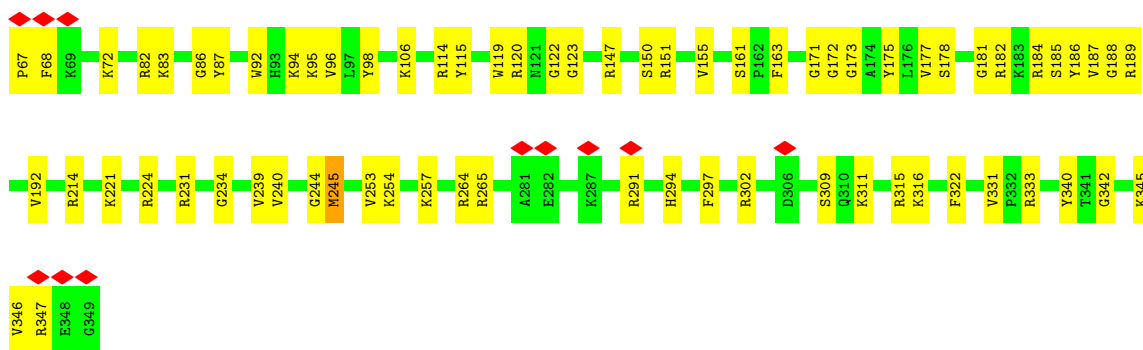 P67 F68 K69 K72 R82 K83 G86 Y87 W92 H93 K94 K95 V96 L97 Y98 K106 R114 Y115 W119 R120 N121 G122 G123 R147 S150 R151 V155 S161 P162 F163 G171 G172 G173 A174 Y175 L176 V177 S178 G181 R182 K183 R184 S185 Y186 V187 G188 R189
V192 R214 K221 R224 R231 G234 V239 V240 G244 M245 V253 K254 K257 R264 R265 A281 E282 K287 R291 H294 F297 R302 D306 S309 Q310 K311 R315 K316 F322 V331 P332 R333 Y340 T341 G342 K345
V346 R347 E348 G349